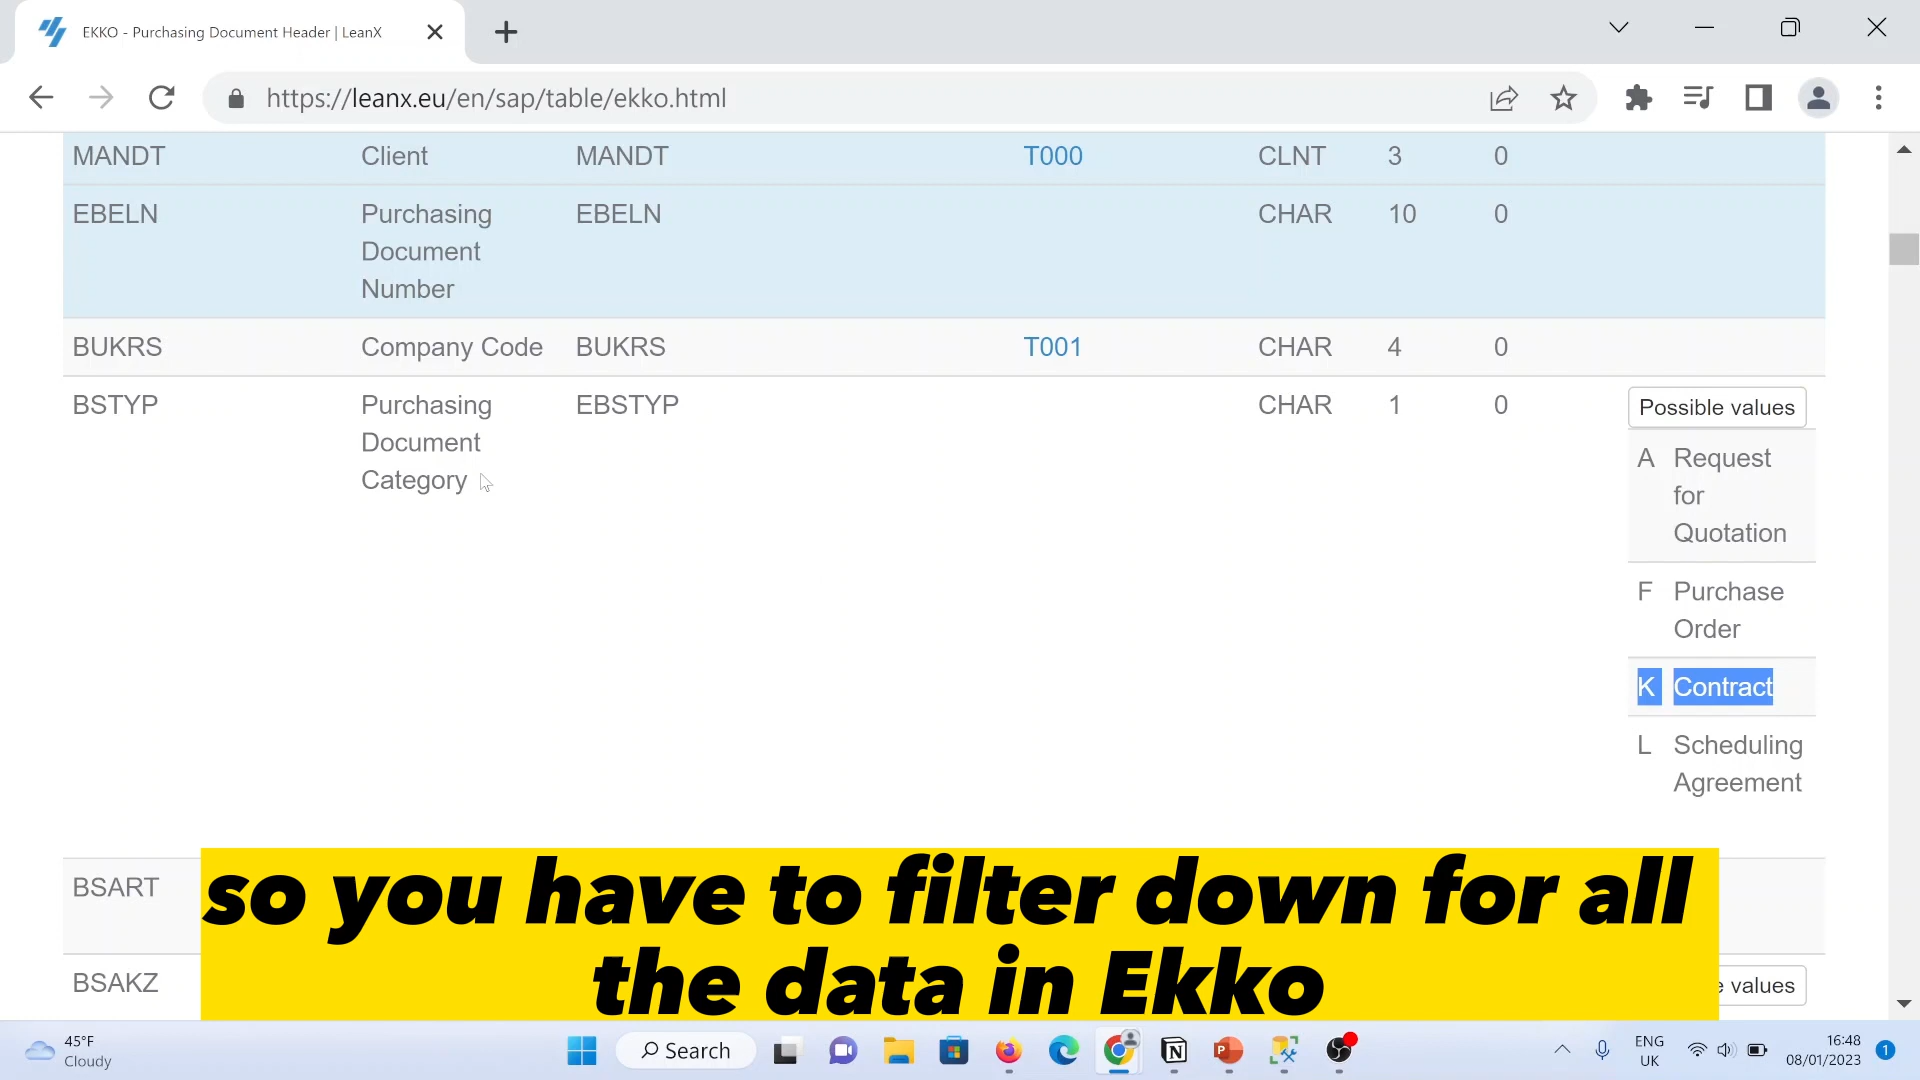 EKKO - Purchasing Document Header | LeanX
https://leanx.eu/en/sap/table/ekko.html
MANDT Client MANDT T000 CLNT 3 0
EBELN Purchasing EBELN CHAR 10 0
Document
Number
BUKRS Company Code BUKRS T001 CHAR 4 0
BSTYP Purchasing EBSTYP CHAR 1 0 Possible values
Document
Category
A Request
for
Quotation
F Purchase
Order
K Contract
L Scheduling
Agreement
BSART
BSAKZ
values
so you have to filter down for all
the data in Ekko
45°F
Cloudy
Search
ENG
UK
16:48
08/01/2023
1